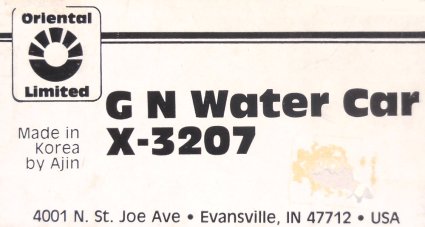 Oriental
Limited
G N Water Car
X-3207
Made in
Korea
by Ajin
4001 N. St. Joe Ave • Evansville, IN 47712 • USA